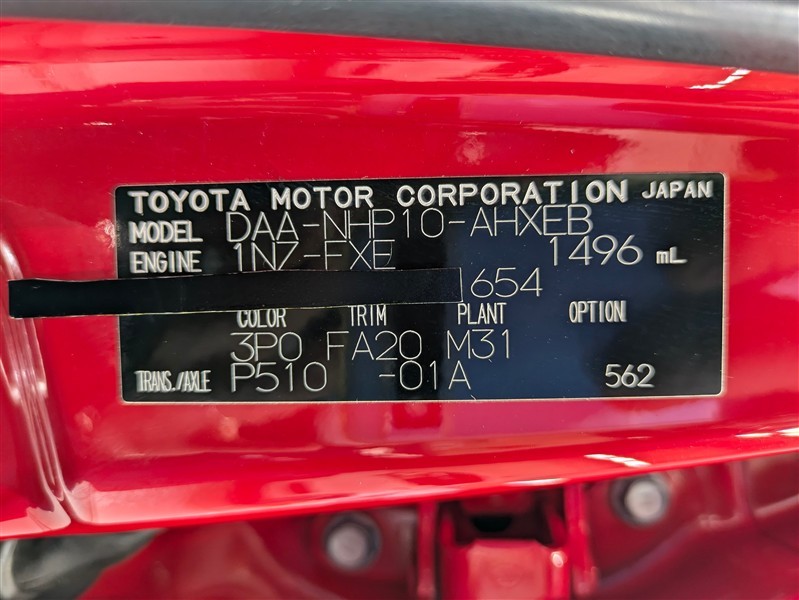 TOYOTA MOTOR CORPORATION JAPAN
MODEL DAA-NHP10-AHXEB
ENGINE 1NZ-FXE 1496 mL
1654
COLOR TRIM PLANT OPTION
3P0 FA20 M31
TRANS./AXLE P510 -01A 562